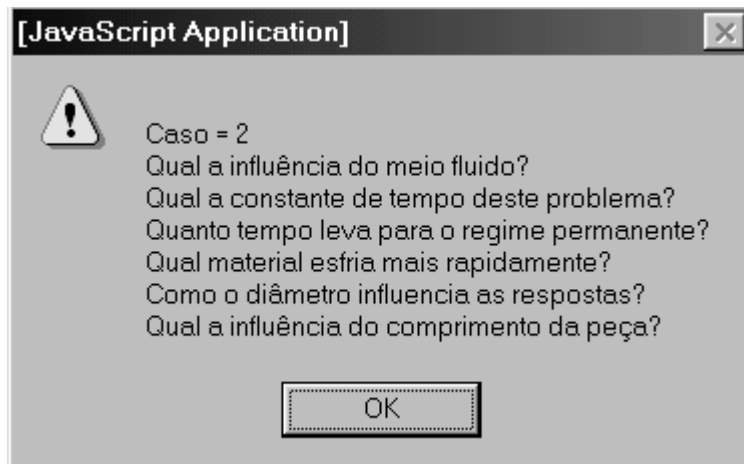 [JavaScript Application]
Caso = 2
Qual a influência do meio fluido?
Qual a constante de tempo deste problema?
Quanto tempo leva para o regime permanente?
Qual material esfria mais rapidamente?
Como o diâmetro influencia as respostas?
Qual a influência do comprimento da peça?
OK